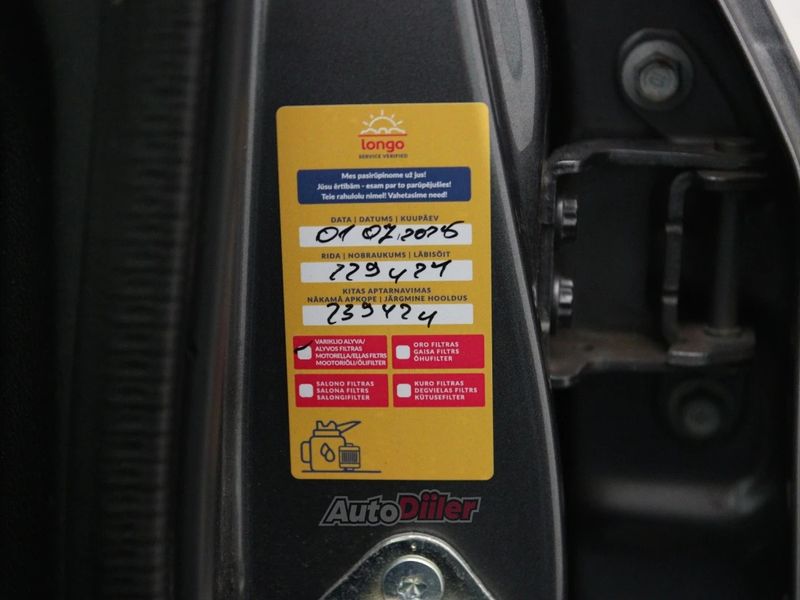 longo
SERVICE VERIFIED
Mes pasirūpinome už jus!
Jūsu ērtībām - esam par to parūpējušies!
Teie rahulolu nimel! Vahetasime need!
DATA | DATUMS | KUUPÄEV
01 07,2025
RIDA | NOBRAUKUMS | LÄBISÕIT
229421
KITAS APTARNAVIMAS
NĀKAMĀ APKOPE | JÄRGMINE HOOLDUS
239421
VARIKLIO ALYVA/
ALYVOS FILTRAS
MOTOREĻĻA/EĻĻAS FILTRS
MOOTORIÕLI/ÕLIFILTER
ORO FILTRAS
GAISA FILTRS
ÕHUFILTER
SALONO FILTRAS
SALONA FILTRS
SALONGIFILTER
KURO FILTRAS
DEGVIELAS FILTRS
KÜTUSEFILTER
AutoDiiler